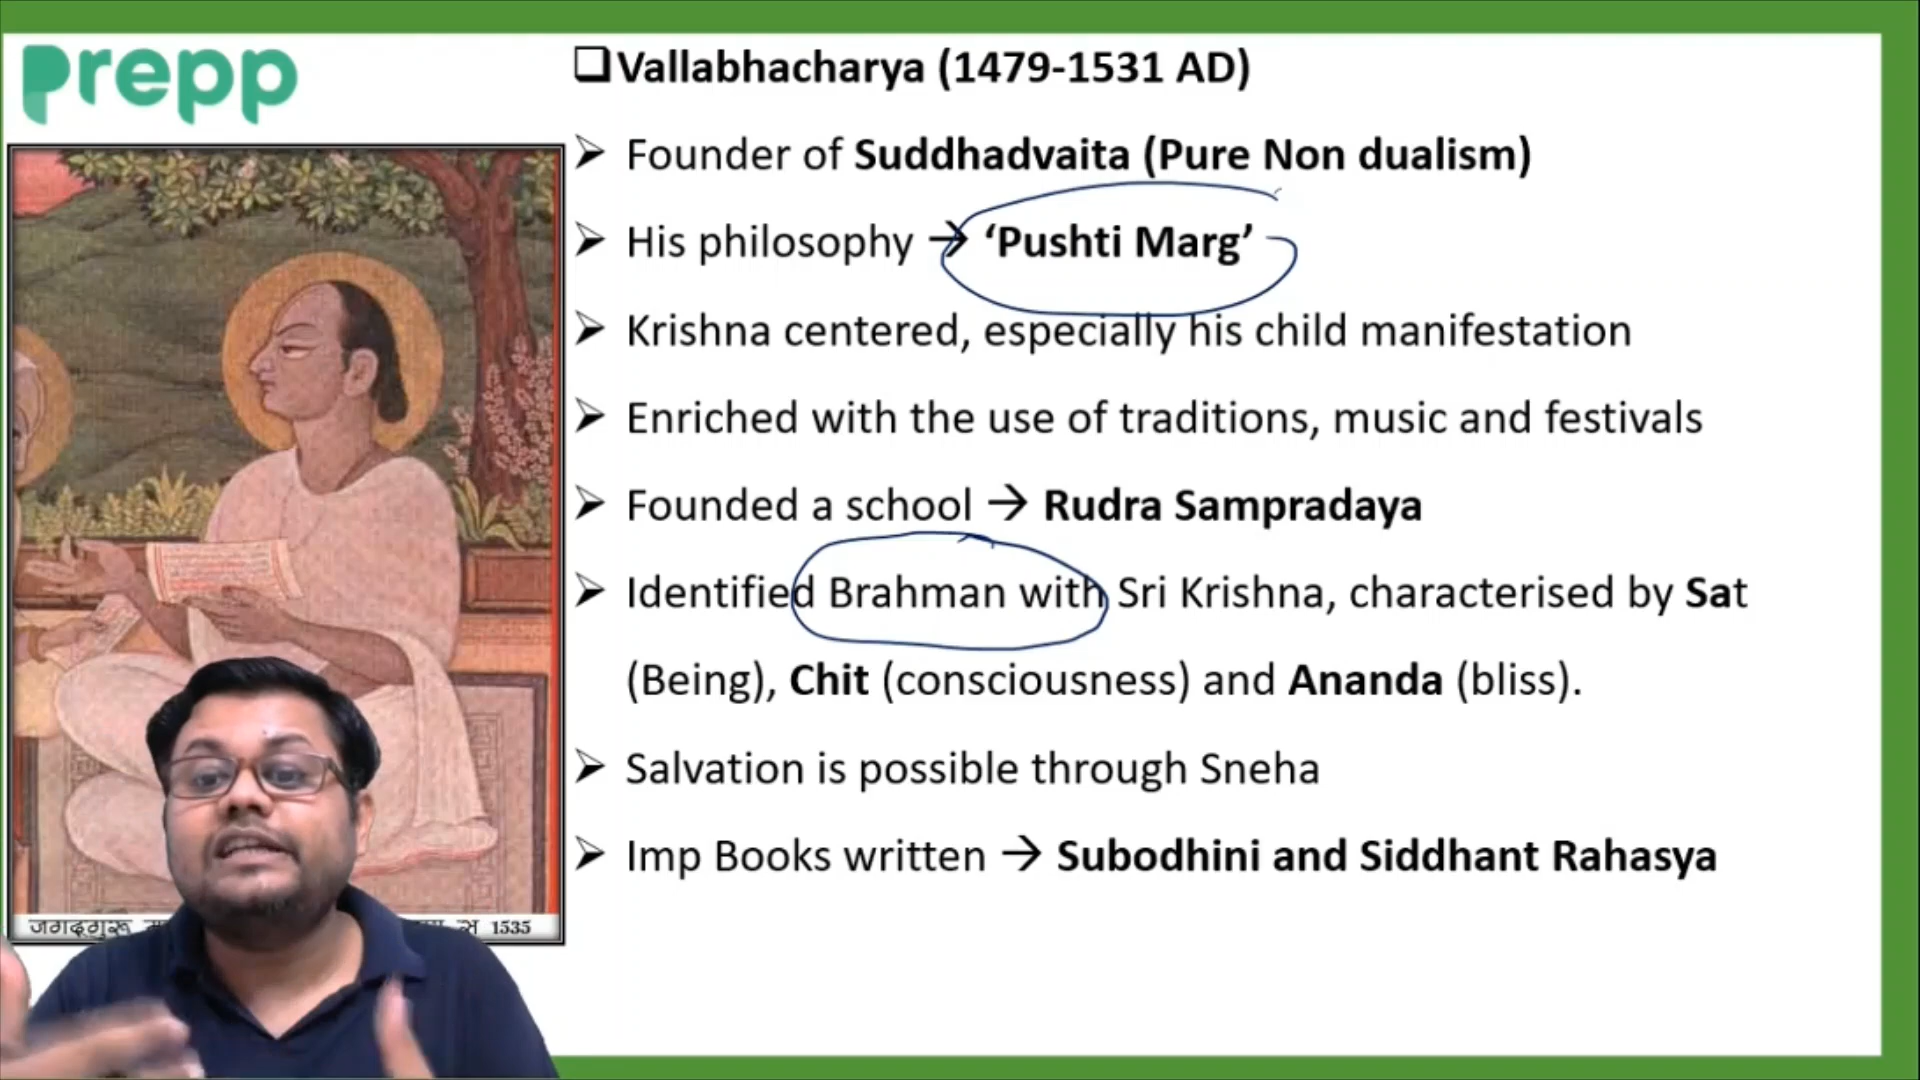 prepp
❑Vallabhacharya (1479-1531 AD)
➢ Founder of Suddhadvaita (Pure Non dualism)
➢ His philosophy → ‘Pushti Marg’
➢ Krishna centered, especially his child manifestation
➢ Enriched with the use of traditions, music and festivals
➢ Founded a school → Rudra Sampradaya
➢ Identified Brahman with Sri Krishna, characterised by Sat
(Being), Chit (consciousness) and Ananda (bliss).
➢ Salvation is possible through Sneha
➢ Imp Books written → Subodhini and Siddhant Rahasya
जगदगुरू 1535